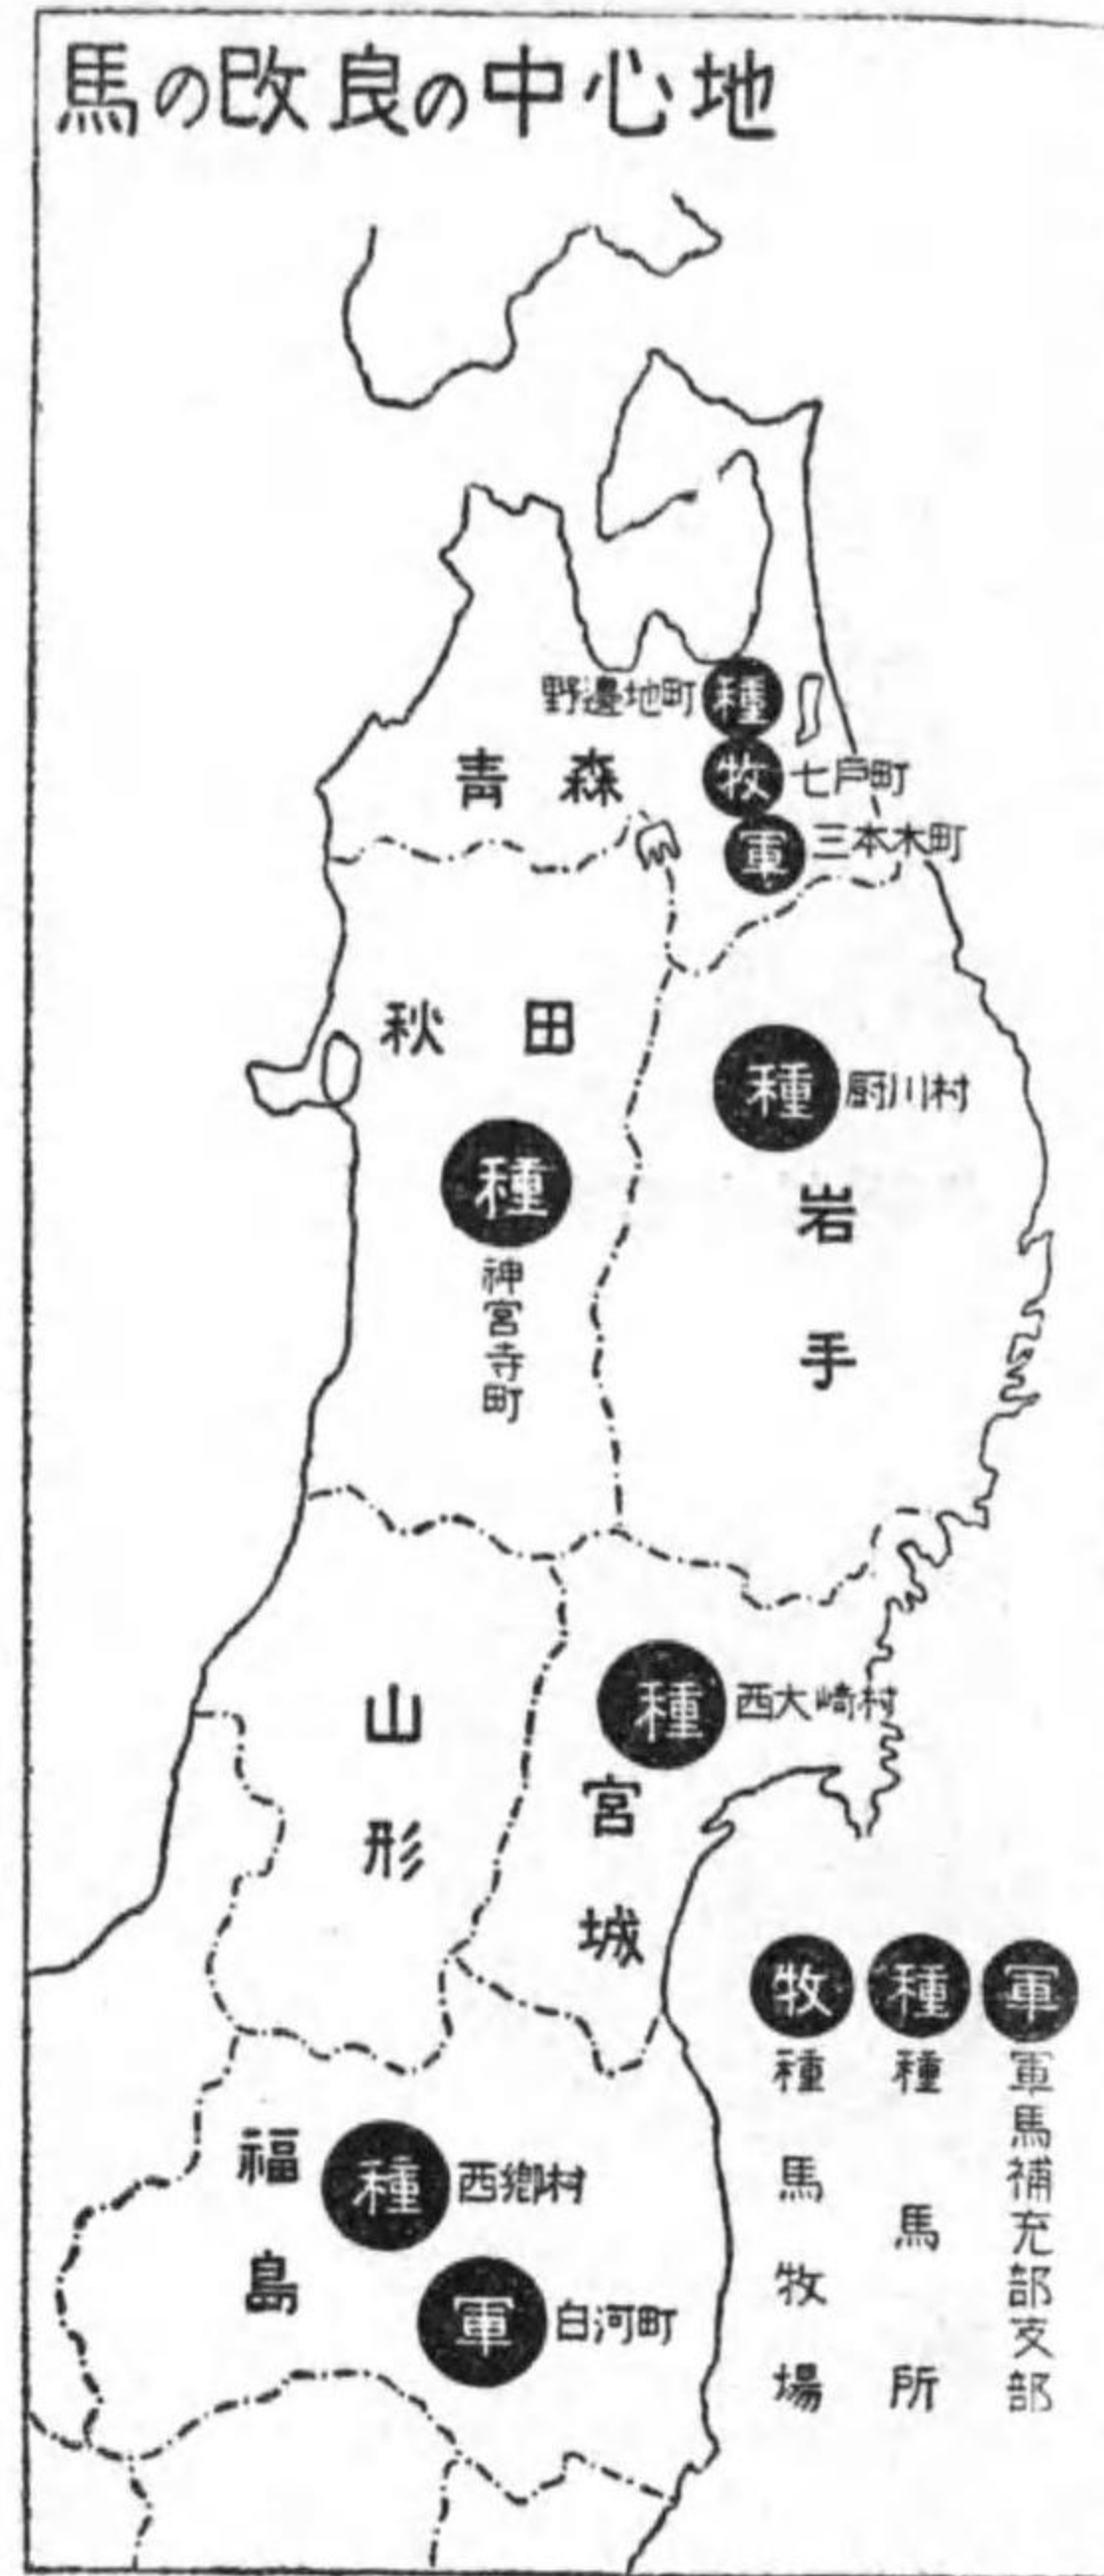 馬の改良の中心地
野邊地町 種
牧 七戸町
軍 三本木町
青森
秋田
種 厨川村
種
神宮寺町
岩手
種 西大崎村
山形
宮城
牧 種馬牧場
種 種馬所
軍 軍馬補充部支部
福島
種 西鄕村
軍 白河町